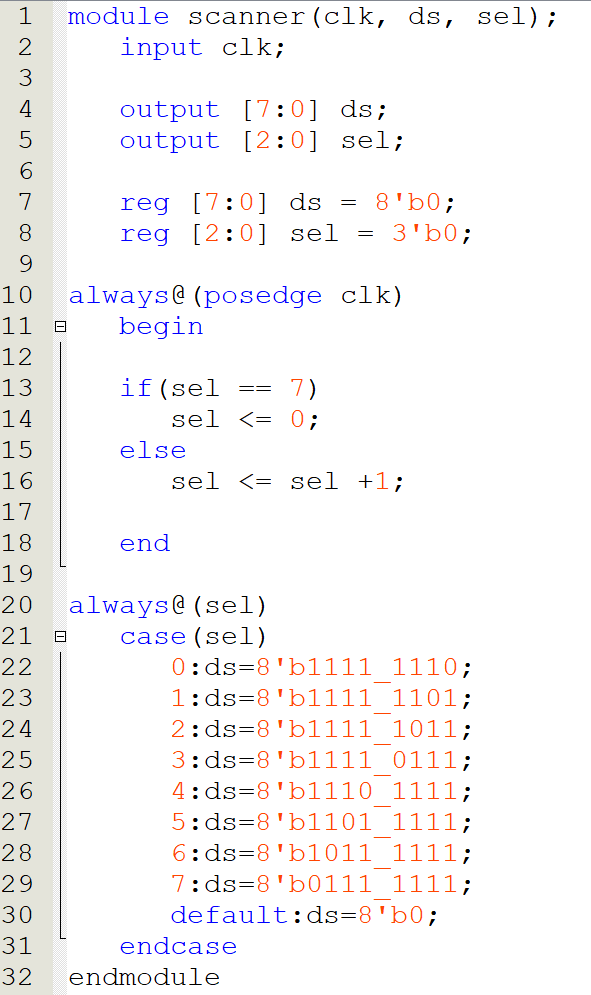 1 module scanner(clk, ds, sel);
2    input clk;
3
4    output [7:0] ds;
5    output [2:0] sel;
6
7    reg [7:0] ds = 8'b0;
8    reg [2:0] sel = 3'b0;
9
10 always@(posedge clk)
11    begin
12
13    if(sel == 7)
14       sel <= 0;
15    else
16       sel <= sel +1;
17
18    end
19
20 always@(sel)
21    case(sel)
22       0:ds=8'b1111_1110;
23       1:ds=8'b1111_1101;
24       2:ds=8'b1111_1011;
25       3:ds=8'b1111_0111;
26       4:ds=8'b1110_1111;
27       5:ds=8'b1101_1111;
28       6:ds=8'b1011_1111;
29       7:ds=8'b0111_1111;
30       default:ds=8'b0;
31    endcase
32 endmodule